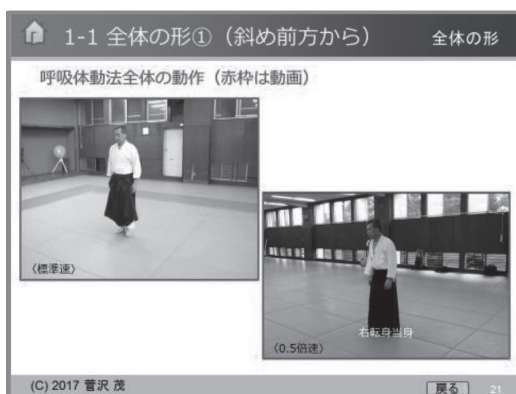 1-1 全体の形①（斜め前方から）
全体の形
呼吸体動法全体の動作（赤枠は動画）
〈標準速〉
右転身当身
〈0.5倍速〉
(C) 2017 菅沢 茂
戻る
21